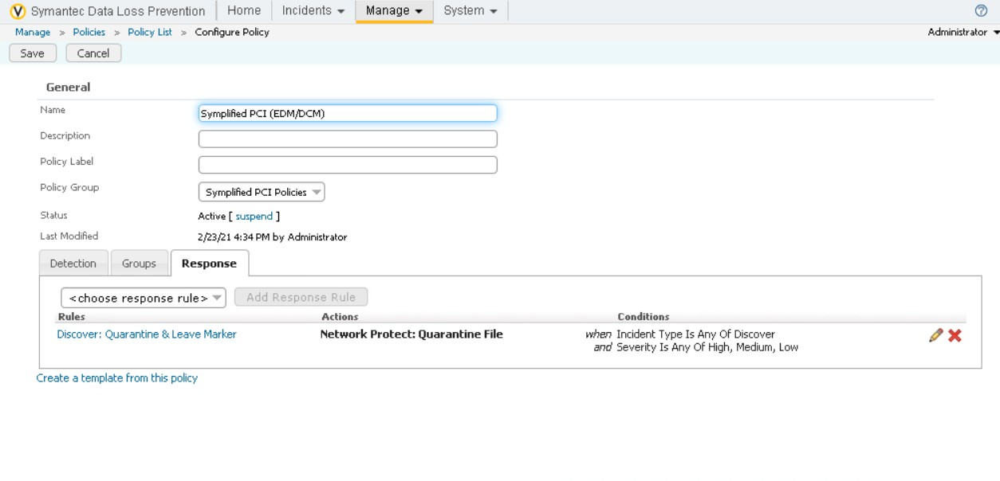 Symantec Data Loss Prevention Home Incidents Manage System
Manage > Policies > Policy List > Configure Policy Administrator
Save Cancel
General
Name Symplified PCI (EDM/DCM)
Description
Policy Label
Policy Group Symplified PCI Policies
Status Active [ suspend ]
Last Modified 2/23/21 4:34 PM by Administrator
Detection Groups Response
<choose response rule> Add Response Rule
Rules Actions Conditions
Discover: Quarantine & Leave Marker Network Protect: Quarantine File when Incident Type Is Any Of Discover
and Severity Is Any Of High, Medium, Low
Create a template from this policy